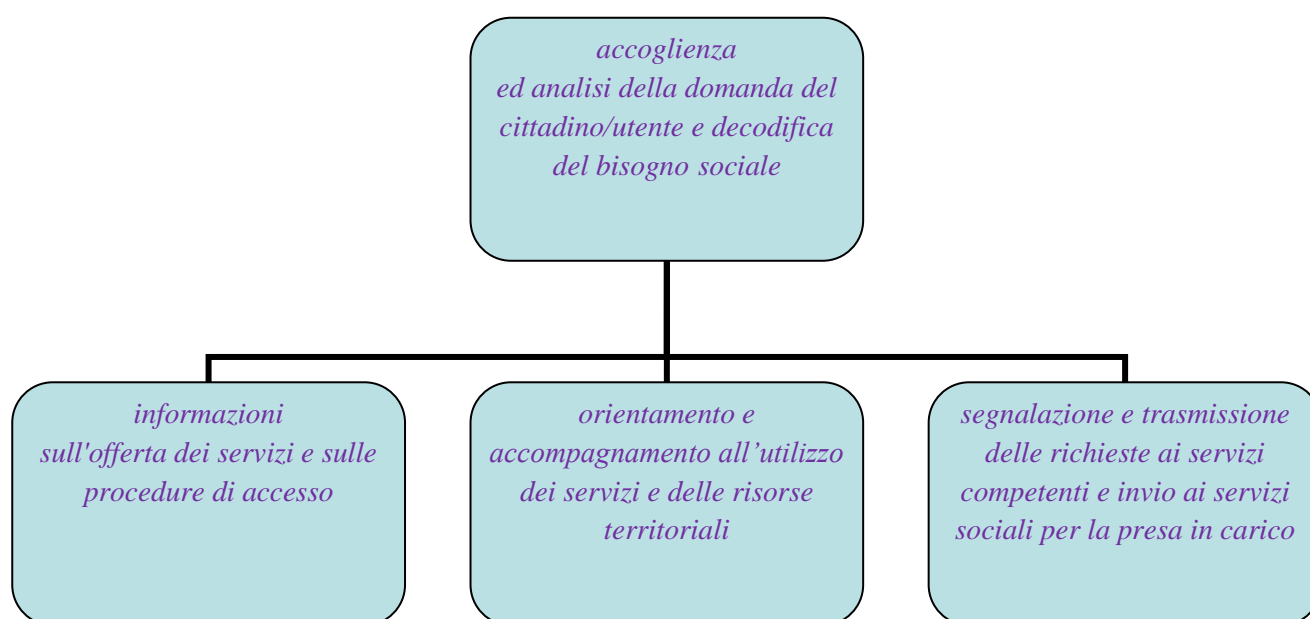 accoglienza
ed analisi della domanda del
cittadino/utente e decodifica
del bisogno sociale
informazioni
sull'offerta dei servizi e sulle
procedure di accesso
orientamento e
accompagnamento all’utilizzo
dei servizi e delle risorse
territoriali
segnalazione e trasmissione
delle richieste ai servizi
competenti e invio ai servizi
sociali per la presa in carico